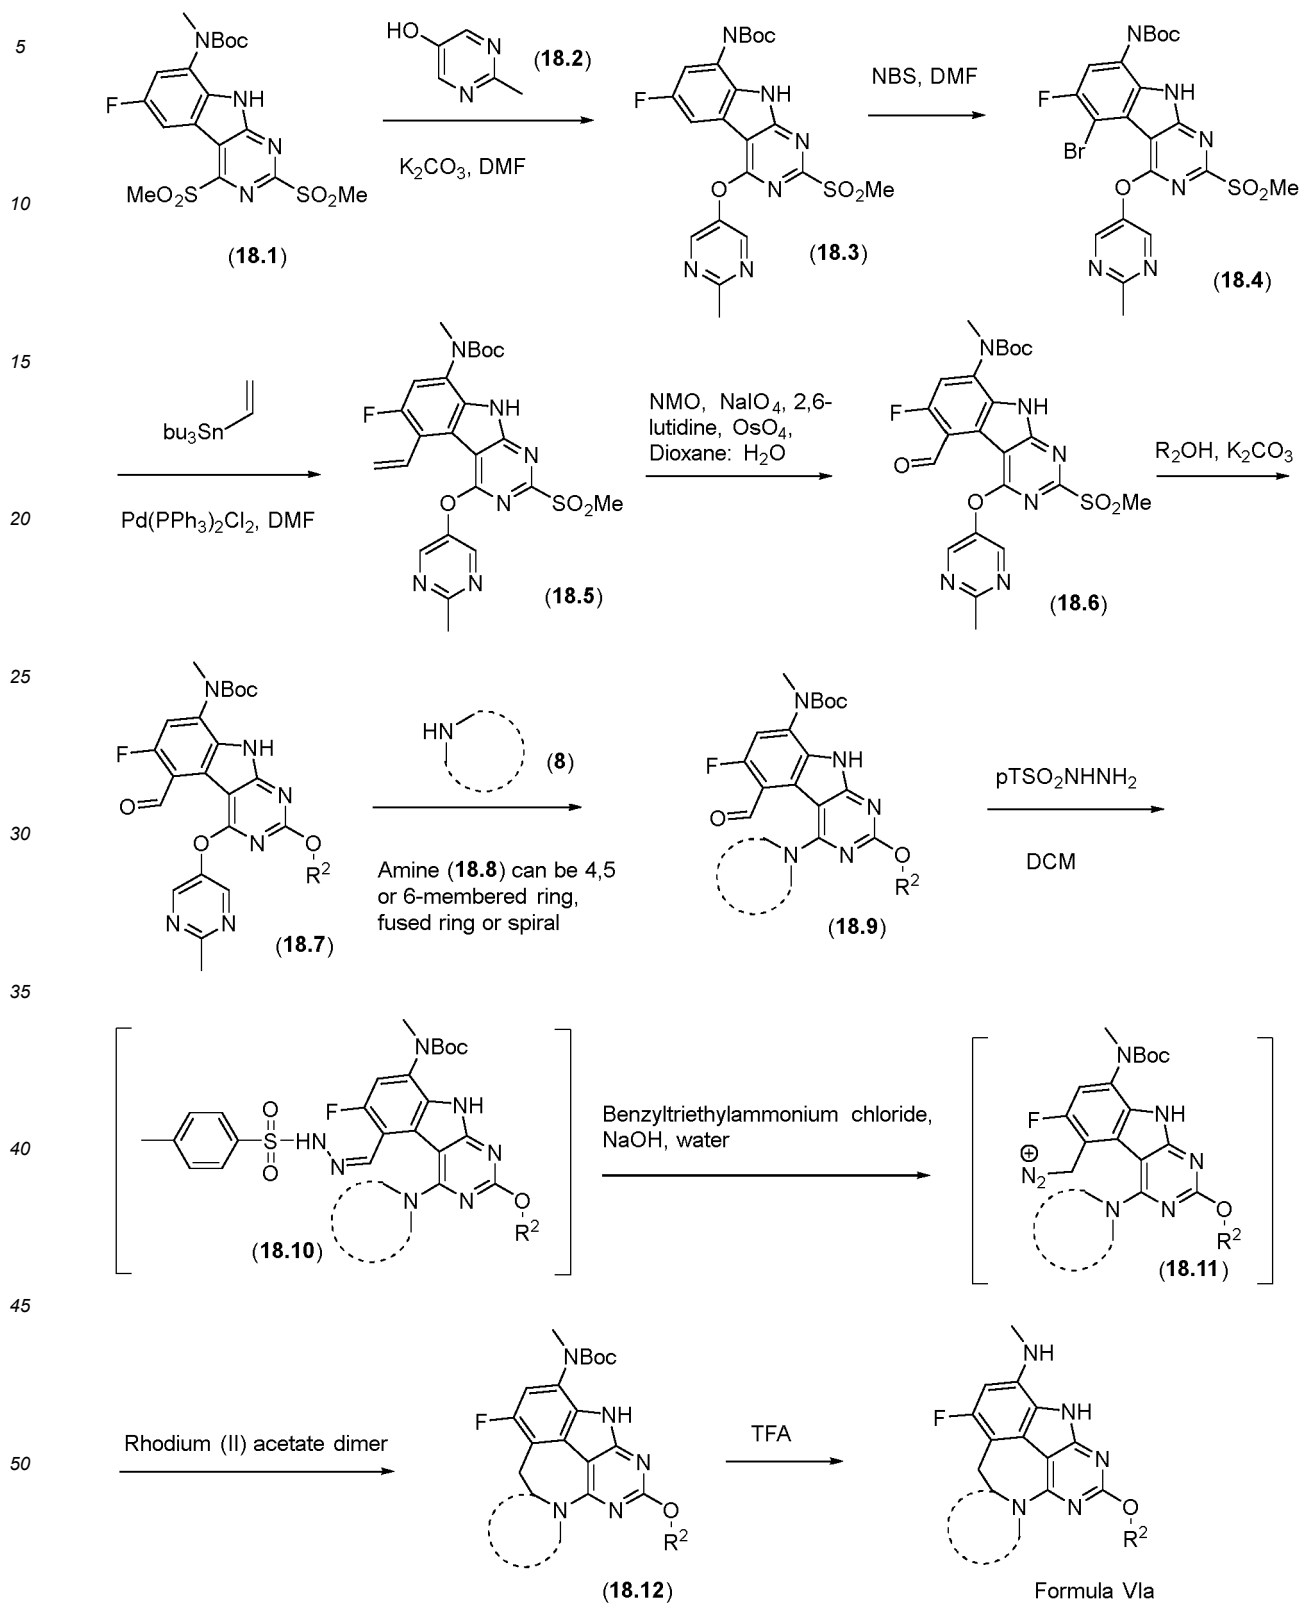 5
NBoc
F
NH
N
N
MeO₂S
SO₂Me
(18.1)
HO
N
N
(18.2)
K₂CO₃, DMF
NBoc
F
NH
N
N
SO₂Me
O
N
N
(18.3)
NBS, DMF
NBoc
F
NH
Br
N
N
SO₂Me
O
N
N
(18.4)
10
15
bu₃Sn
Pd(PPh₃)₂Cl₂, DMF
NBoc
F
NH
N
N
SO₂Me
O
N
N
(18.5)
NMO, NaIO₄, 2,6-
lutidine, OsO₄,
Dioxane: H₂O
NBoc
F
NH
O
N
N
SO₂Me
O
N
N
(18.6)
R₂OH, K₂CO₃
20
25
NBoc
F
NH
O
N
N
O
R²
O
N
N
(18.7)
HN
(8)
Amine (18.8) can be 4,5
or 6-membered ring,
fused ring or spiral
NBoc
F
NH
O
N
N
N
O
R²
(18.9)
pTSO₂NHNH₂
DCM
30
35
O
S
O
HN
N
NBoc
F
NH
N
N
N
O
R²
(18.10)
Benzyltriethylammonium chloride,
NaOH, water
NBoc
F
NH
⊕
N₂
N
N
N
O
R²
(18.11)
40
45
Rhodium (II) acetate dimer
NBoc
F
NH
N
N
N
O
R²
(18.12)
TFA
NH
F
NH
N
N
N
O
R²
Formula VIa
50